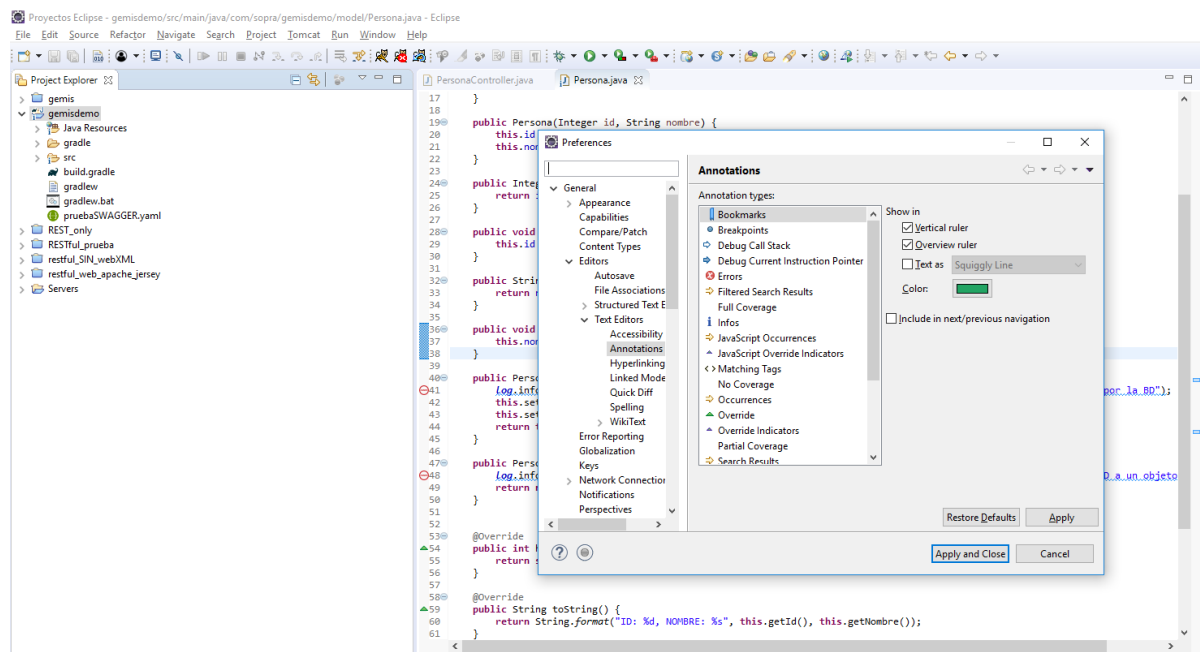 Proyectos Eclipse - gemisdemo/src/main/java/com/sopra/gemisdemo/model/Persona.java - Eclipse
File Edit Source Refactor Navigate Search Project Tomcat Run Window Help
Project Explorer
gemis
gemisdemo
Java Resources
gradle
src
build.gradle
gradlew
gradlew.bat
pruebaSWAGGER.yaml
REST_only
RESTful_prueba
restful_SIN_webXML
restful_web_apache_jersey
Servers
PersonaController.java Persona.java
17 }
18
19 public Persona(Integer id, String nombre) {
20 this.id
21 this.no
22 }
23
24 public Integ
25 return
26 }
27
28 public void
29 this.id
30 }
31
32 public Strin
33 return
34 }
35
36 public void
37 this.no
38 }
39
40 public Perso
41 log.info por la BD");
42 this.set
43 this.set
44 return
45 }
46
47 public Perso
48 log.info D a un objeto
49 return
50 }
51
52
53 @Override
54 public int h
55 return s
56 }
57
58 @Override
59 public String toString() {
60 return String.format("ID: %d, NOMBRE: %s", this.getId(), this.getNombre());
61 }
Preferences
General
Appearance
Capabilities
Compare/Patch
Content Types
Editors
Autosave
File Associations
Structured Text E
Text Editors
Accessibility
Annotations
Hyperlinking
Linked Mode
Quick Diff
Spelling
WikiText
Error Reporting
Globalization
Keys
Network Connection
Notifications
Perspectives
Annotations
Annotation types:
Bookmarks
Breakpoints
Debug Call Stack
Debug Current Instruction Pointer
Errors
Filtered Search Results
Full Coverage
Infos
JavaScript Occurrences
JavaScript Override Indicators
Matching Tags
No Coverage
Occurrences
Override
Override Indicators
Partial Coverage
Search Results
Show in
Vertical ruler
Overview ruler
Text as Squiggly Line
Color:
Include in next/previous navigation
Restore Defaults Apply
Apply and Close Cancel